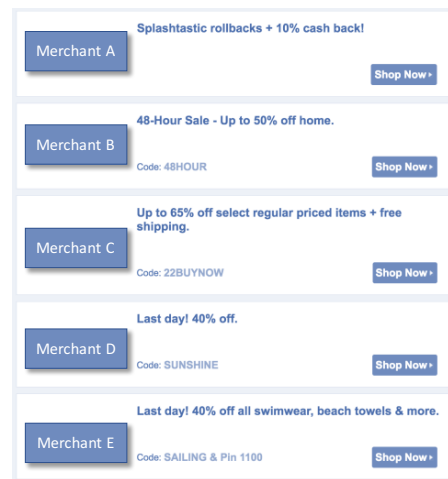 Splashtastic rollbacks + 10% cash back!
Merchant A
Shop Now
48-Hour Sale - Up to 50% off home.
Merchant B
Code: 48HOUR
Shop Now
Up to 65% off select regular priced items + free
shipping.
Merchant C
Code: 22BUYNOW
Shop Now
Last day! 40% off.
Merchant D
Code: SUNSHINE
Shop Now
Last day! 40% off all swimwear, beach towels & more.
Merchant E
Code: SAILING & Pin 1100
Shop Now